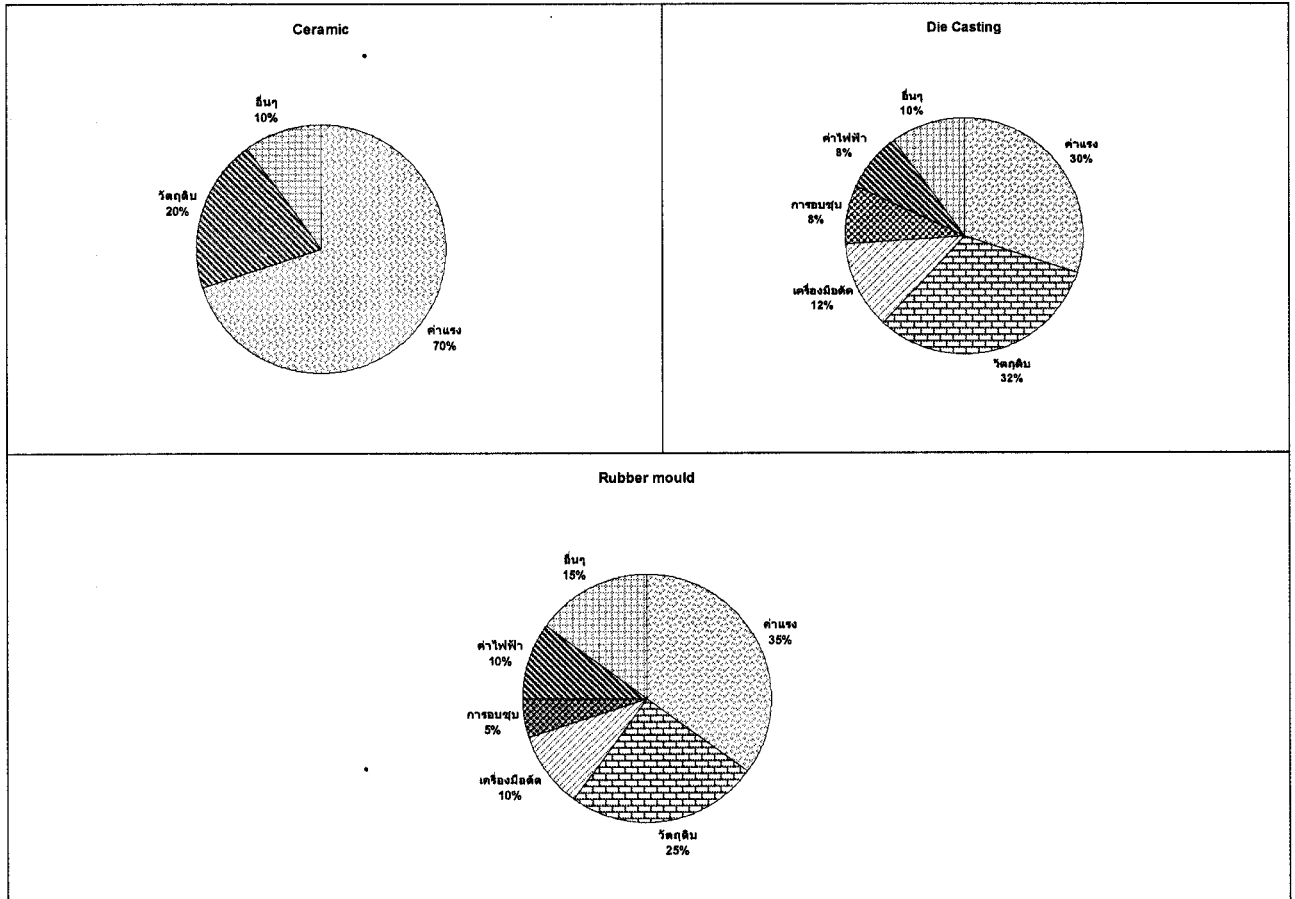 Ceramic
อื่นๆ
10%
วัตถุดิบ
20%
ค่าแรง
70%
Die Casting
อื่นๆ
10%
ค่าไฟฟ้า
8%
การอบชุบ
8%
เครื่องมือตัด
12%
ค่าแรง
30%
วัตถุดิบ
32%
Rubber mould
อื่นๆ
15%
ค่าไฟฟ้า
10%
การอบชุบ
5%
เครื่องมือตัด
10%
ค่าแรง
35%
วัตถุดิบ
25%